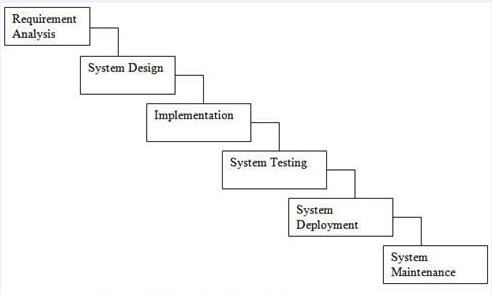 Requirement
Analysis
System Design
Implementation
System Testing
System
Deployment
System
Maintenance